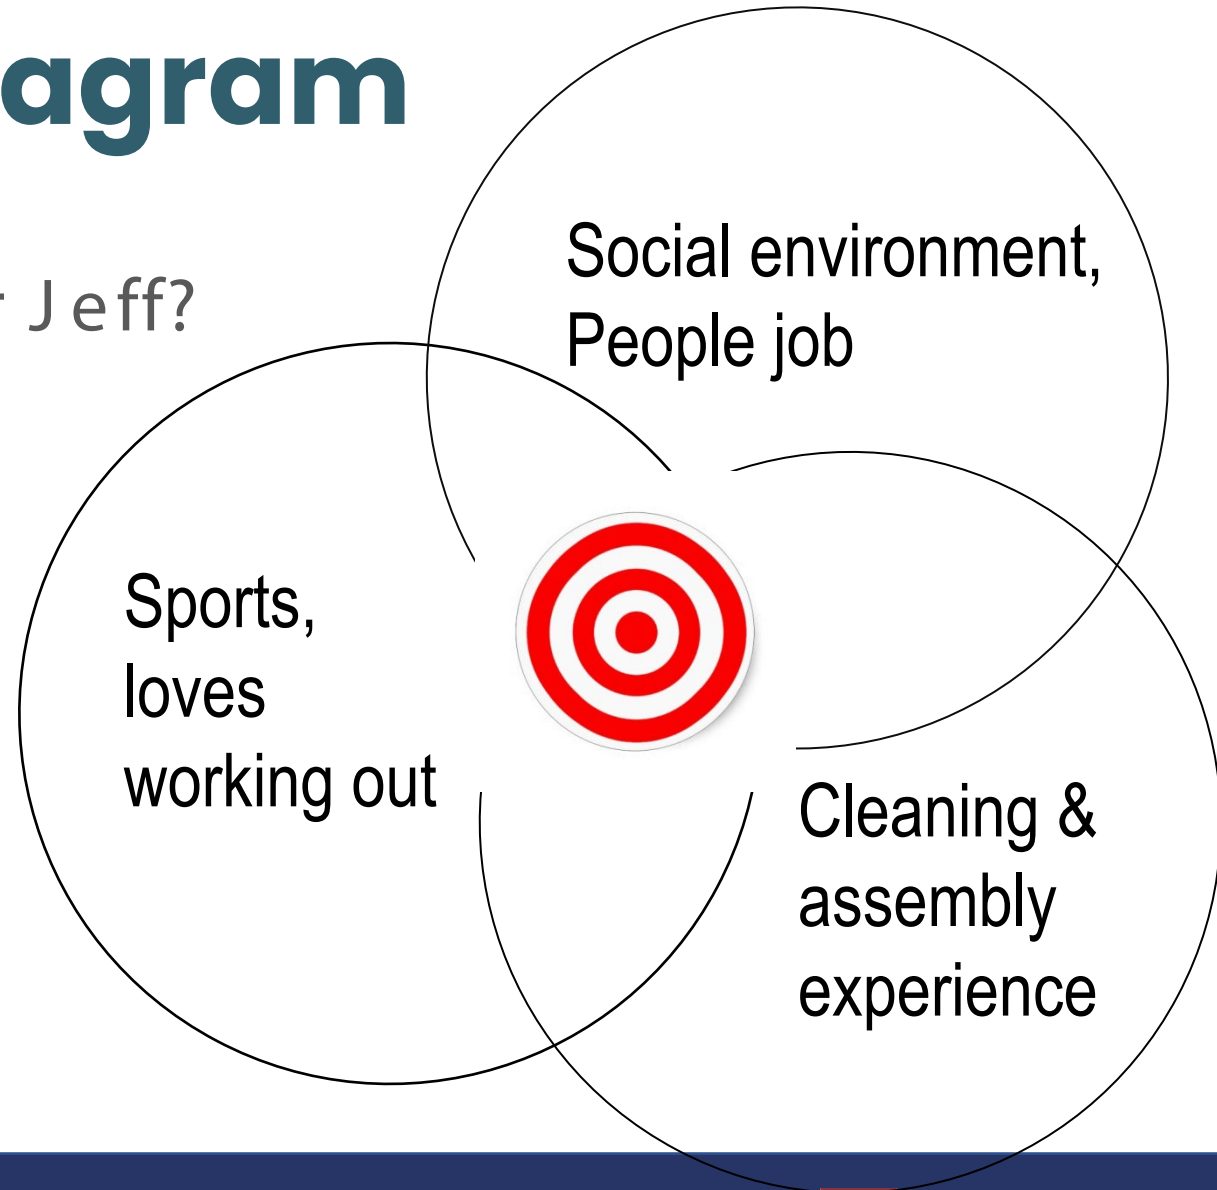 agram
r Jeff?
Social environment,
People job
Sports,
loves
working out
Cleaning &
assembly
experience